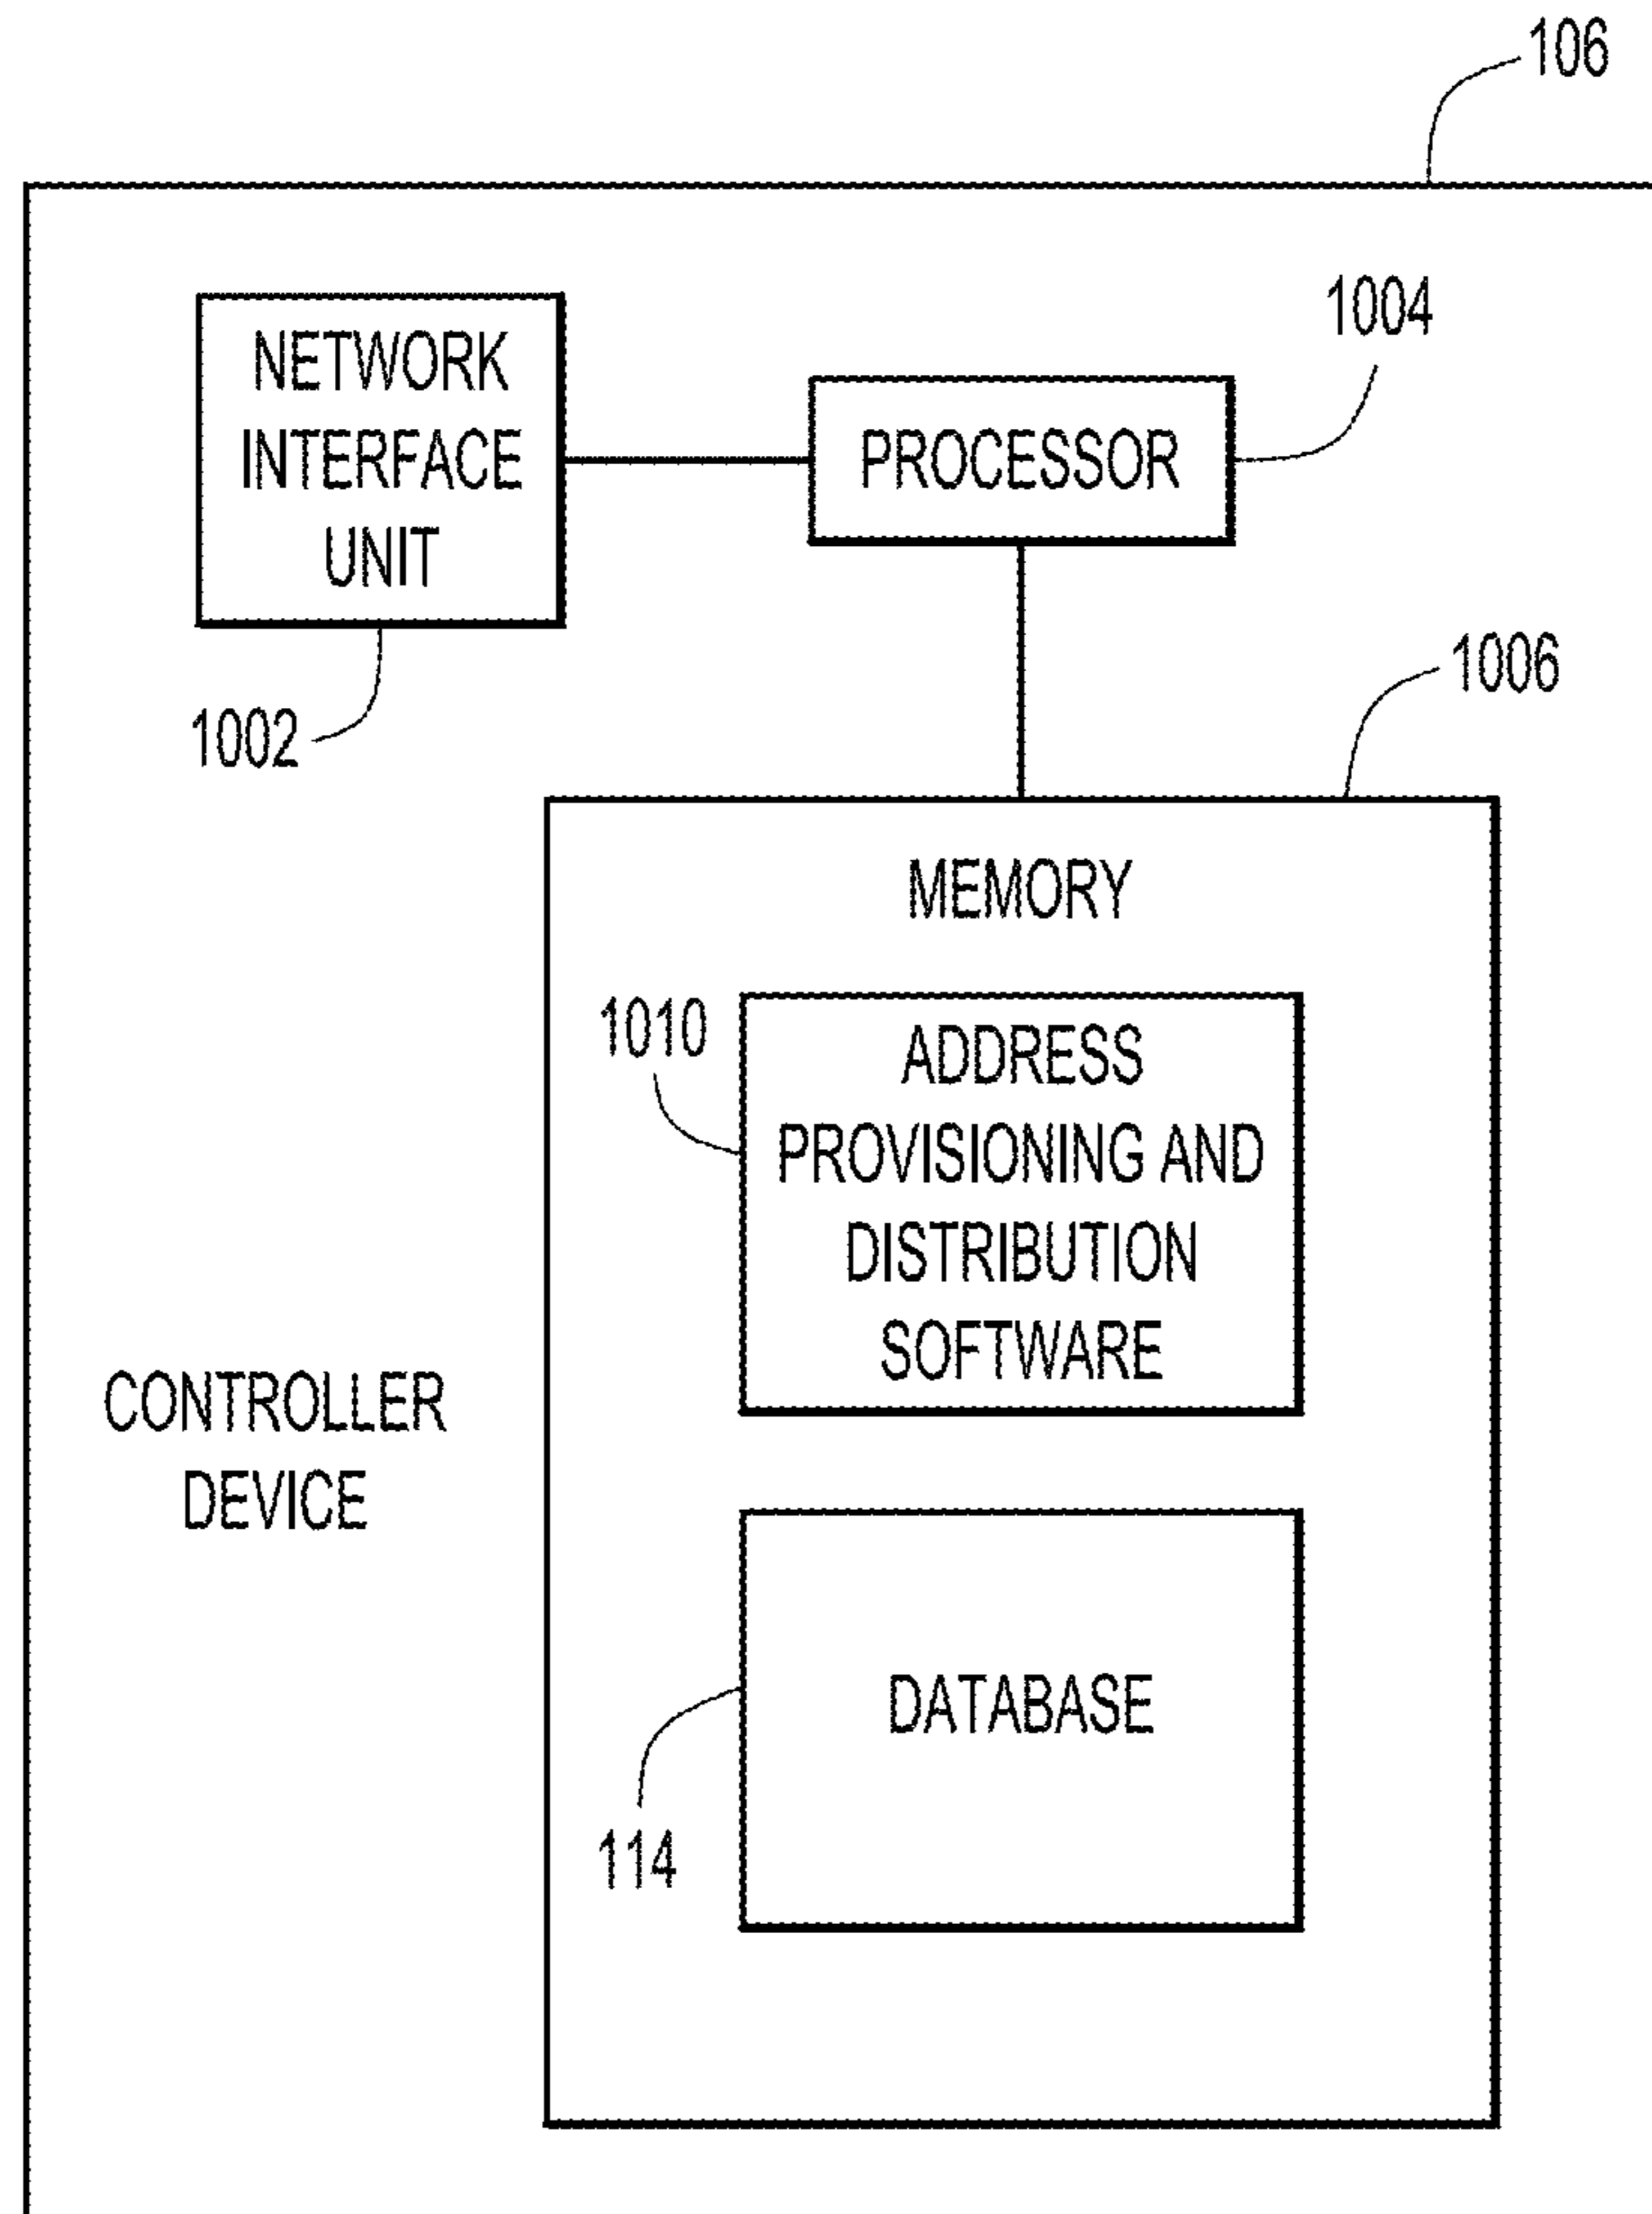 106
NETWORK
INTERFACE
UNIT
1002
PROCESSOR
1004
1006
MEMORY
1010
ADDRESS
PROVISIONING AND
DISTRIBUTION
SOFTWARE
CONTROLLER
DEVICE
DATABASE
114